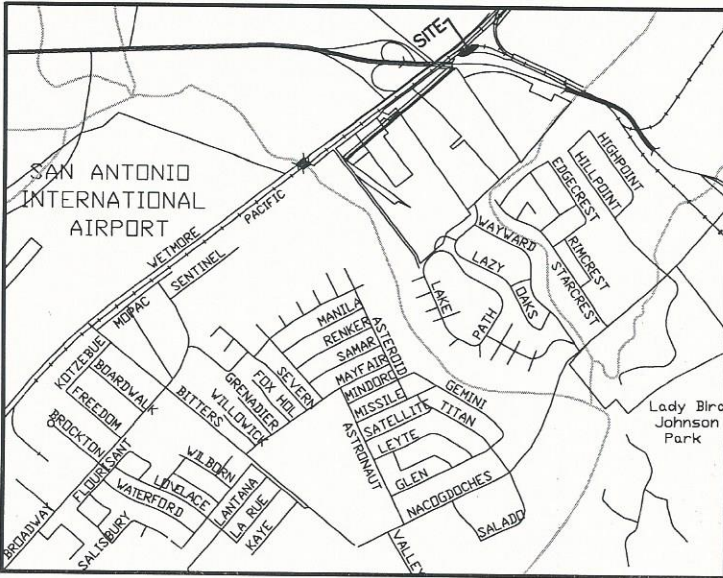 SITE
SAN ANTONIO
INTERNATIONAL
AIRPORT
HIGHPOINT
HILLPOINT
EDGECREST
RIMCREST
STARCREST
WAYWARD
LAZY
OAKS
LAKE
PATH
PACIFIC
WETMORE
SENTINEL
MOPAC
KOTZEBUE
BOARDWALK
FREEDOM
BROCKTON
BITTERS
MANILA
RENKER
SAMAR
MAYFAIR
MINDORO
MISSILE
SATELLITE
LEYTE
GLEN
ASTEROID
GEMINI
TITAN
ASTRONAUT
SEVERN
FOX HOL
GRENADIER
WILLOWICK
Lady Bird
Johnson
Park
NACOGDOCHES
SALADO
VALLEY
WILBORN
LOVELACE
WATERFORD
LANTANA
LA RUE
KAYE
FLOUR SANT
SALISBURY
BROADWAY